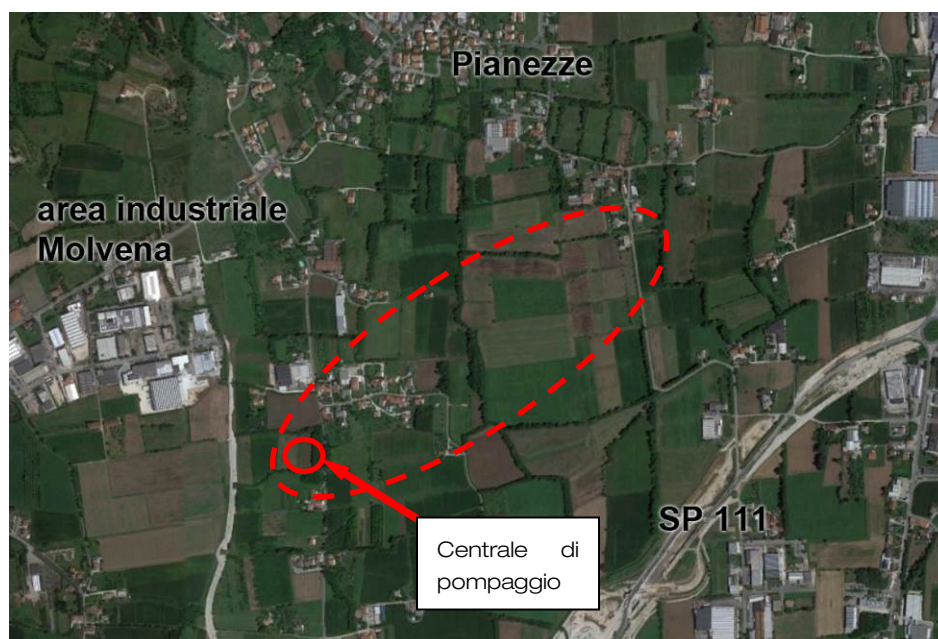 Pianezze
area industriale
Molvena
SP 111
Centrale di
pompaggio